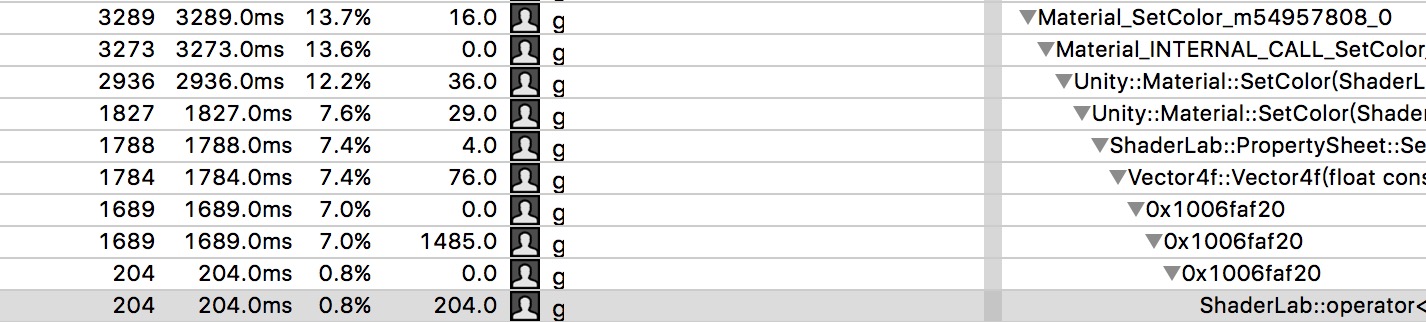 3289 3289.0ms 13.7% 16.0 g ▼Material_SetColor_m54957808_0
3273 3273.0ms 13.6% 0.0 g ▼Material_INTERNAL_CALL_SetColor_
2936 2936.0ms 12.2% 36.0 g ▼Unity::Material::SetColor(ShaderL
1827 1827.0ms 7.6% 29.0 g ▼Unity::Material::SetColor(Shader
1788 1788.0ms 7.4% 4.0 g ▼ShaderLab::PropertySheet::Se
1784 1784.0ms 7.4% 76.0 g ▼Vector4f::Vector4f(float cons
1689 1689.0ms 7.0% 0.0 g ▼0x1006faf20
1689 1689.0ms 7.0% 1485.0 g ▼0x1006faf20
204 204.0ms 0.8% 0.0 g ▼0x1006faf20
204 204.0ms 0.8% 204.0 g ShaderLab::operator<